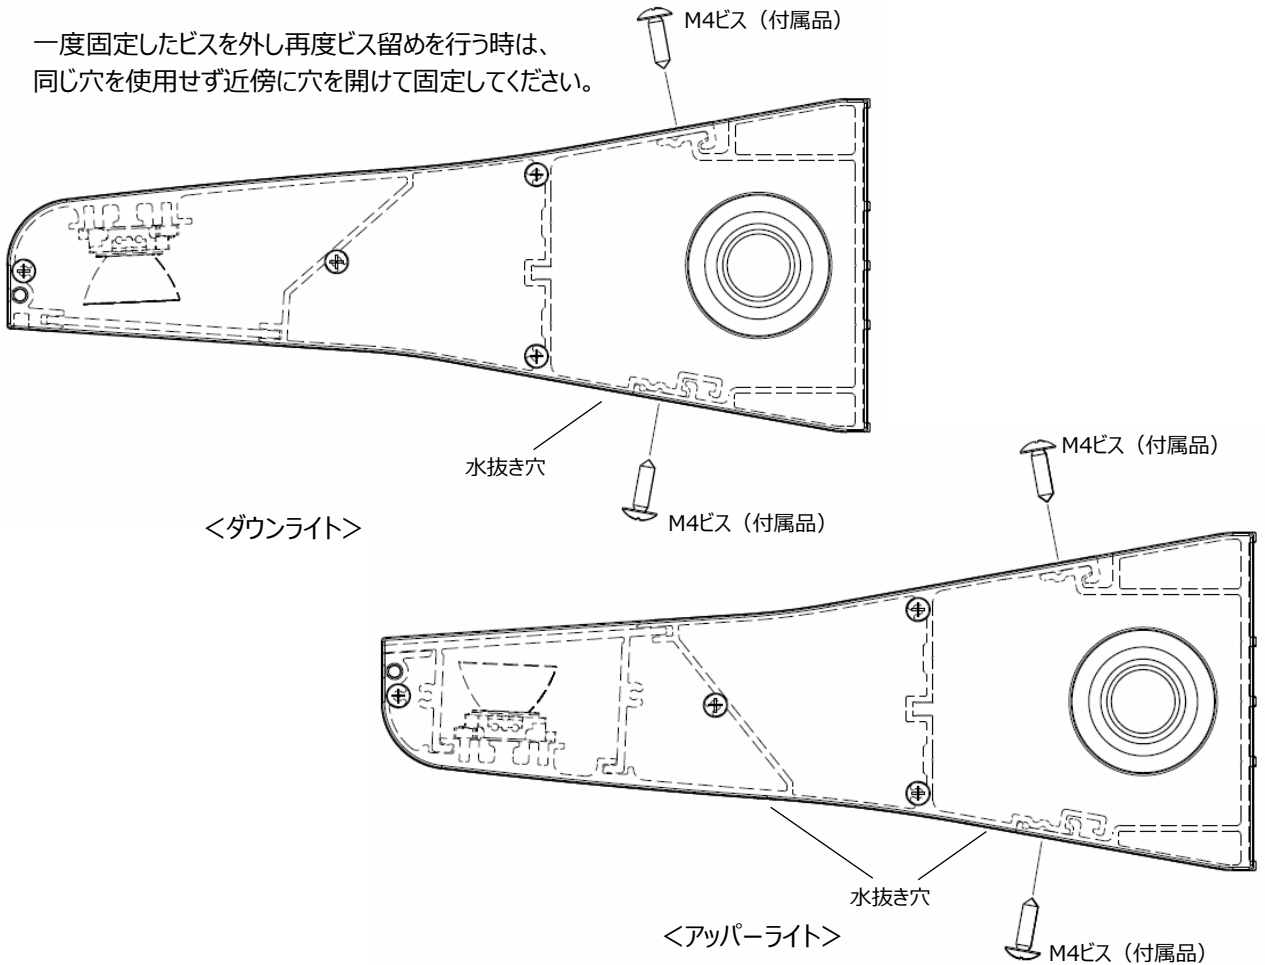 M4ビス（付属品）
一度固定したビスを外し再度ビス留めを行う時は、
同じ穴を使用せず近傍に穴を開けて固定してください。
水抜き穴
M4ビス（付属品）
＜ダウンライト＞
M4ビス（付属品）
水抜き穴
＜アッパーライト＞
M4ビス（付属品）